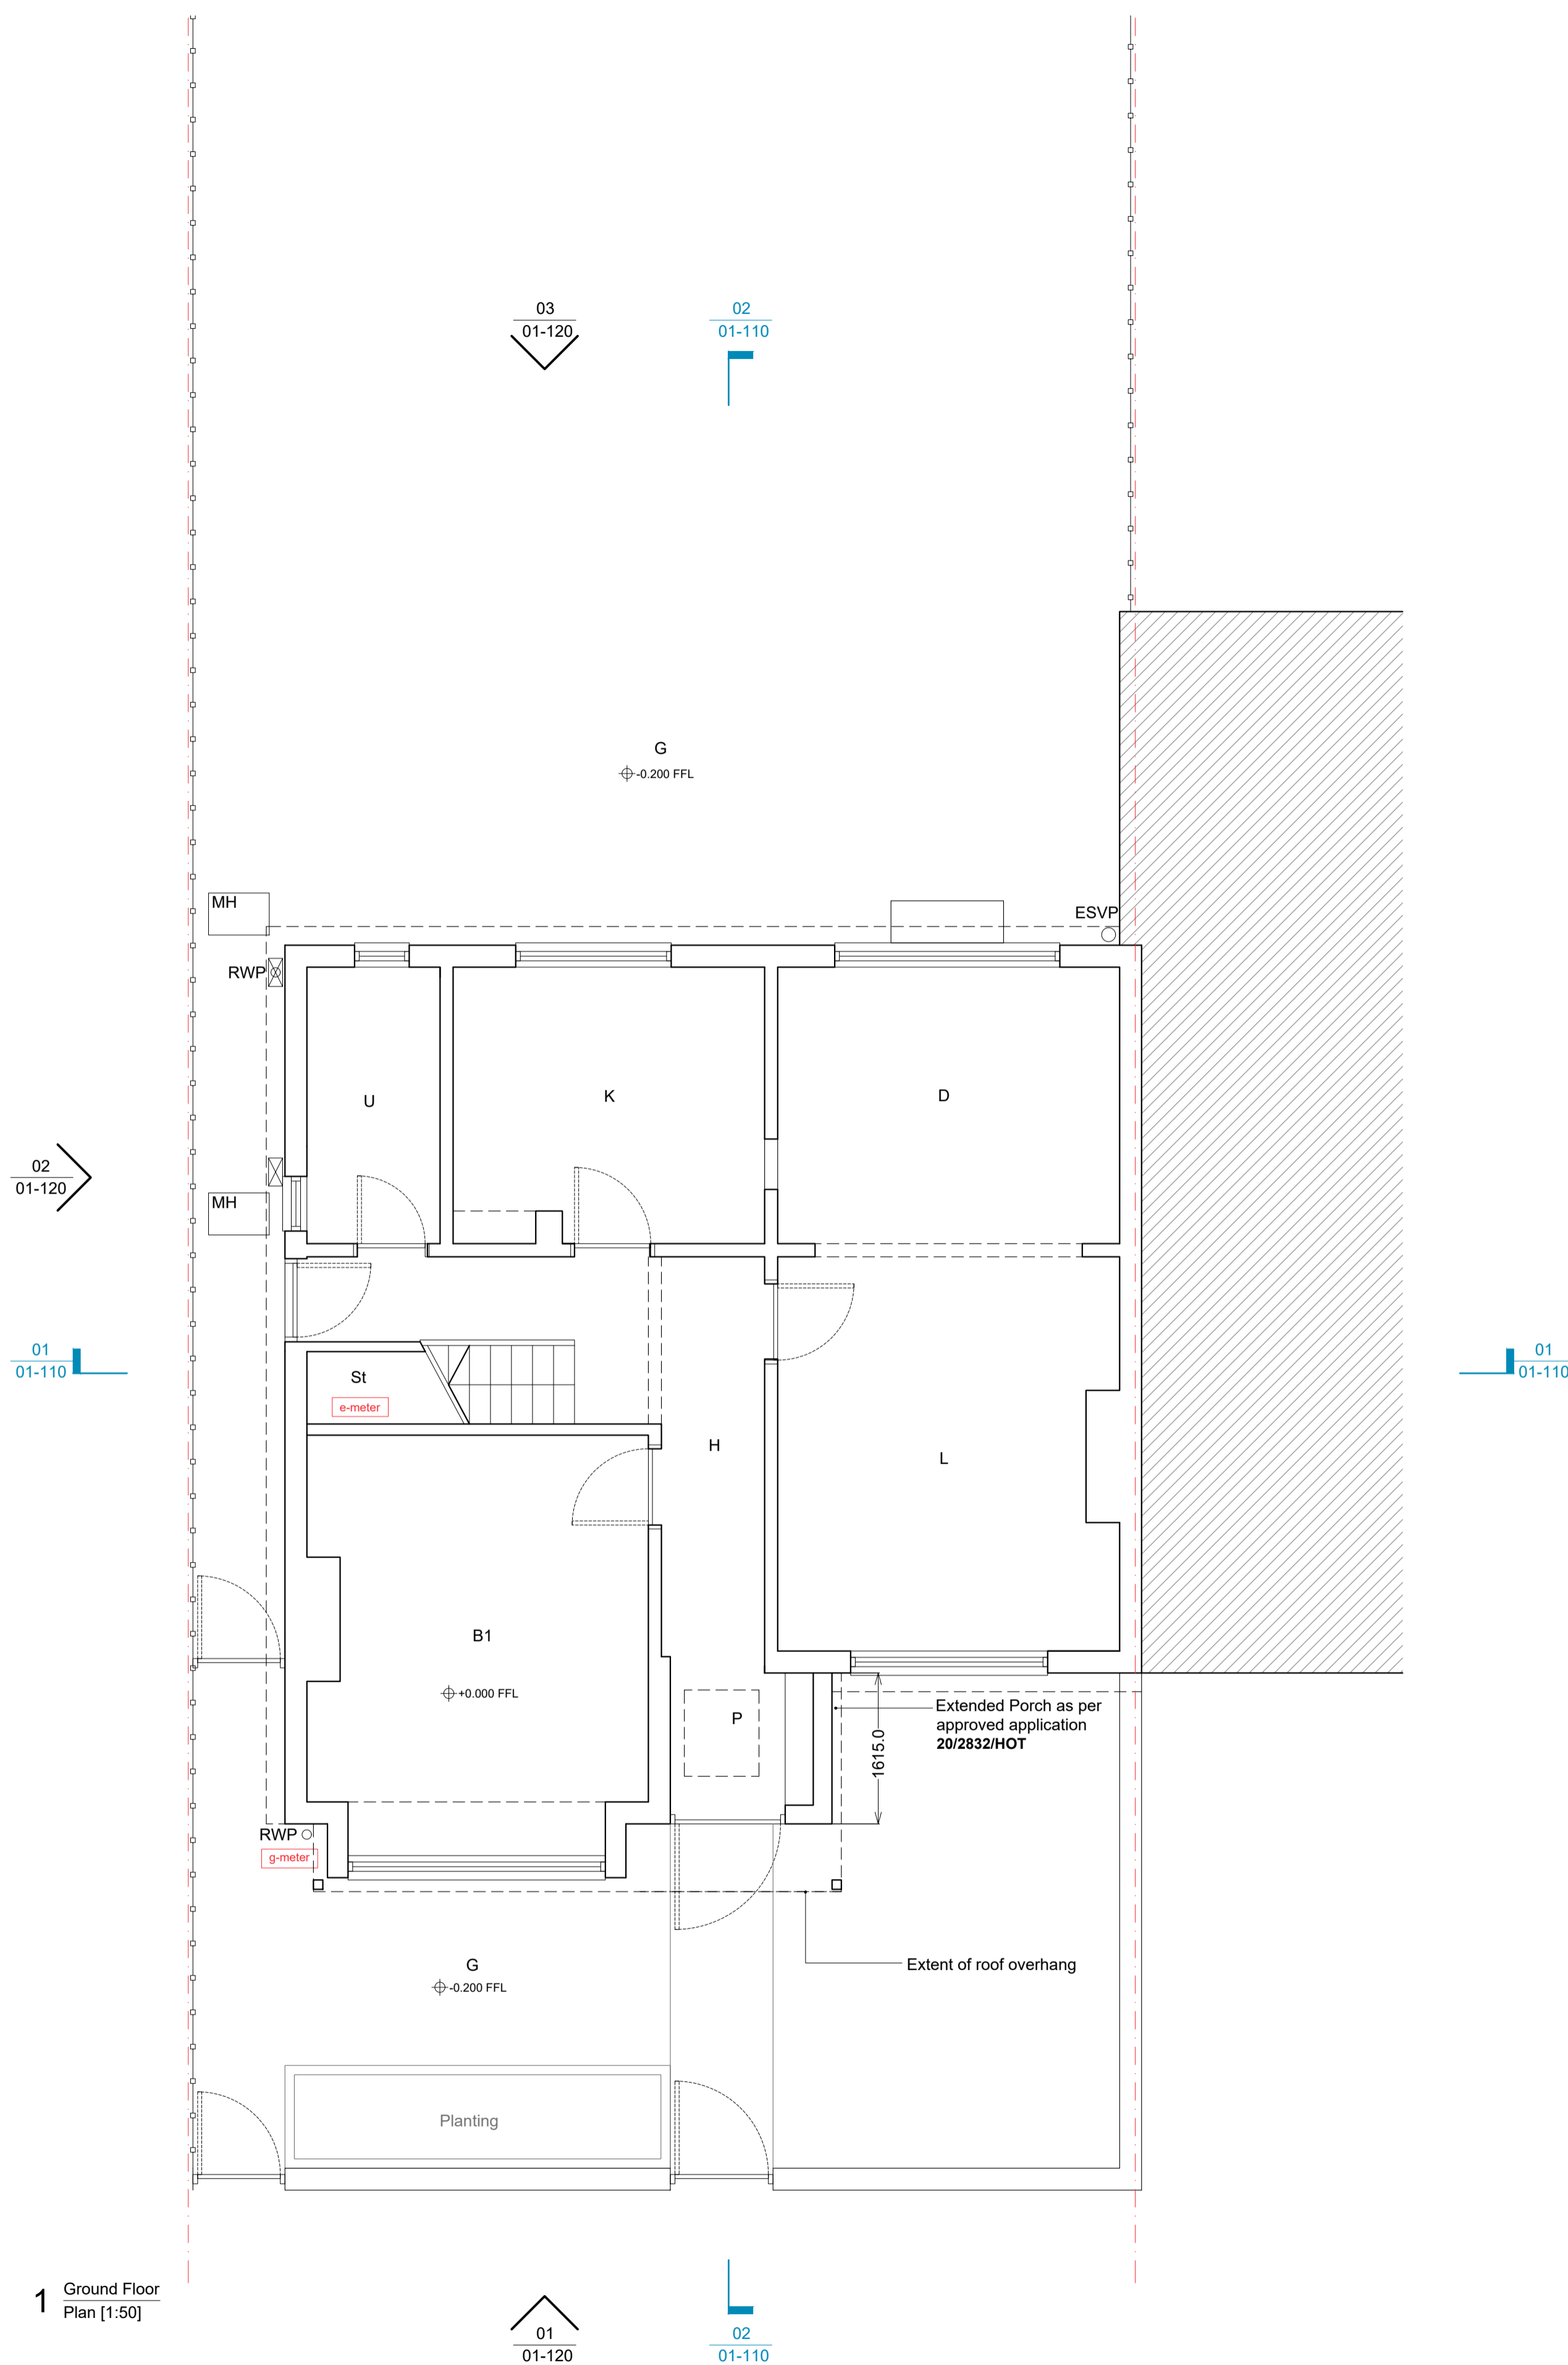 03
01-120
02
01-110
G
-0.200 FFL
MH
ESVP
RWP
U
K
D
02
01-120
MH
01
01-110
St
e-meter
H
L
01
01-110
B1
+0.000 FFL
P
Extended Porch as per
approved application
20/2832/HOT
1615.0
RWP
g-meter
G
-0.200 FFL
Extent of roof overhang
Planting
1
Ground Floor
Plan [1:50]
01
01-120
02
01-110